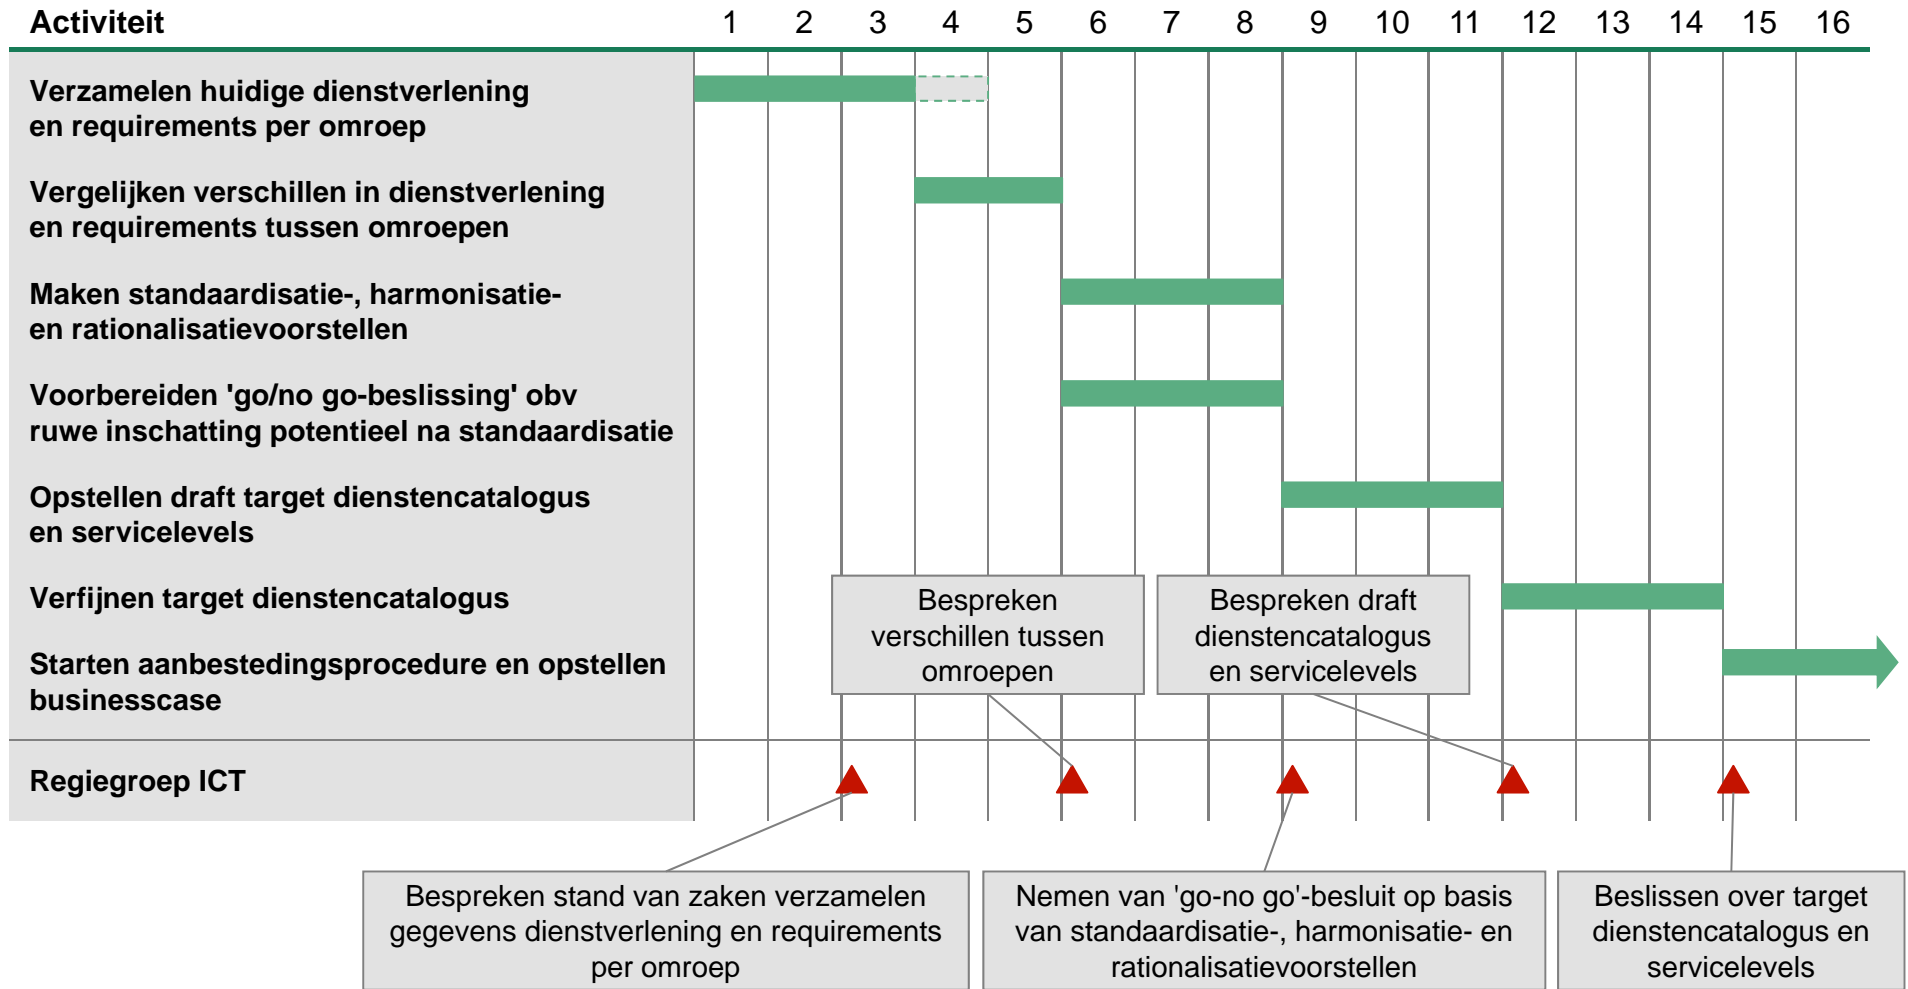 Activiteit 1 2 3 4 5 6 7 8 9 10 11 12 13 14 15 16
Verzamelen huidige dienstverlening
en requirements per omroep
Vergelijken verschillen in dienstverlening
en requirements tussen omroepen
Maken standaardisatie-, harmonisatie-
en rationalisatievoorstellen
Voorbereiden 'go/no go-beslissing' obv
ruwe inschatting potentieel na standaardisatie
Opstellen draft target dienstencatalogus
en servicelevels
Verfijnen target dienstencatalogus
Starten aanbestedingsprocedure en opstellen
businesscase
Bespreken
verschillen tussen
omroepen
Bespreken draft
dienstencatalogus
en servicelevels
Regiegroep ICT
Bespreken stand van zaken verzamelen
gegevens dienstverlening en requirements
per omroep
Nemen van 'go-no go'-besluit op basis
van standaardisatie-, harmonisatie- en
rationalisatievoorstellen
Beslissen over target
dienstencatalogus en
servicelevels